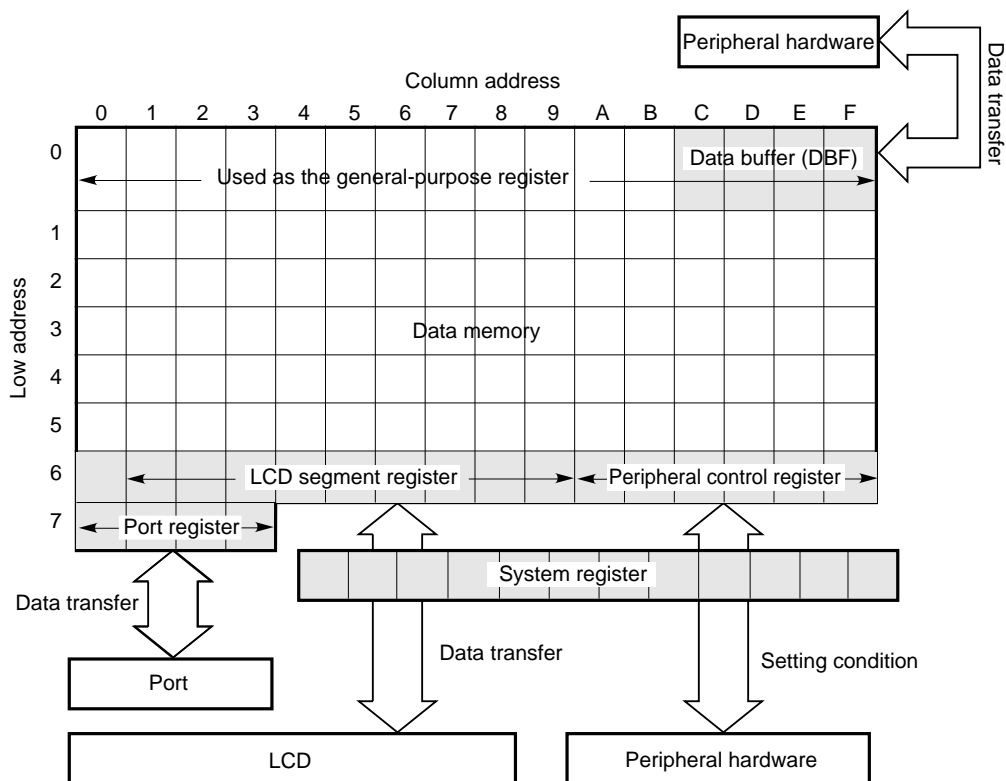 Peripheral hardware
Data transfer
Column address
0 1 2 3 4 5 6 7 8 9 A B C D E F
Low address
0
Data buffer (DBF)
Used as the general-purpose register
1
2
3
Data memory
4
5
6
LCD segment register
Peripheral control register
7
Port register
System register
Data transfer
Data transfer
Setting condition
Port
LCD
Peripheral hardware